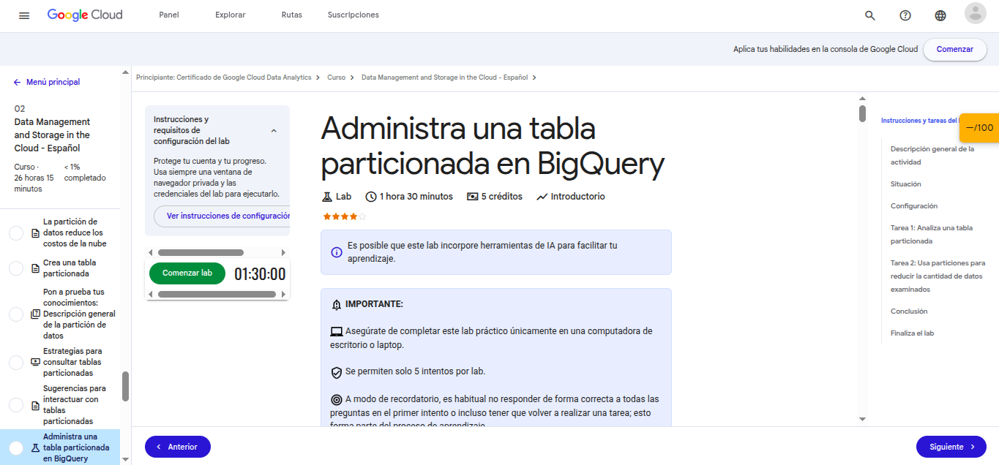 Google Cloud
Panel
Explorar
Rutas
Suscripciones
Aplica tus habilidades en la consola de Google Cloud
Comenzar
Menú principal
02
Data Management
and Storage in the
Cloud - Español
Curso ·
26 horas 15
minutos
< 1%
completado
La partición de
datos reduce los
costos de la nube
Crea una tabla
particionada
Pon a prueba tus
conocimientos:
Descripción general
de la partición de
datos
Estrategias para
consultar tablas
particionadas
Sugerencias para
interactuar con
tablas
particionadas
Administra una
tabla particionada
en BigQuery
Principiante: Certificado de Google Cloud Data Analytics
Curso
Data Management and Storage in the Cloud - Español
Instrucciones y
requisitos de
configuración del lab
Protege tu cuenta y tu progreso.
Usa siempre una ventana de
navegador privada y las
credenciales del lab para ejecutarlo.
Ver instrucciones de configuración
Comenzar lab
01:30:00
Administra una tabla
particionada en BigQuery
Lab
1 hora 30 minutos
5 créditos
Introductorio
Es posible que este lab incorpore herramientas de IA para facilitar tu
aprendizaje.
IMPORTANTE:
Asegúrate de completar este lab práctico únicamente en una computadora de
escritorio o laptop.
Se permiten solo 5 intentos por lab.
A modo de recordatorio, es habitual no responder de forma correcta a todas las
preguntas en el primer intento o incluso tener que volver a realizar una tarea; esto
forma parte del proceso de aprendizaje.
Instrucciones y tareas del
—/100
Descripción general de la
actividad
Situación
Configuración
Tarea 1: Analiza una tabla
particionada
Tarea 2: Usa particiones para
reducir la cantidad de datos
examinados
Conclusión
Finaliza el lab
Anterior
Siguiente